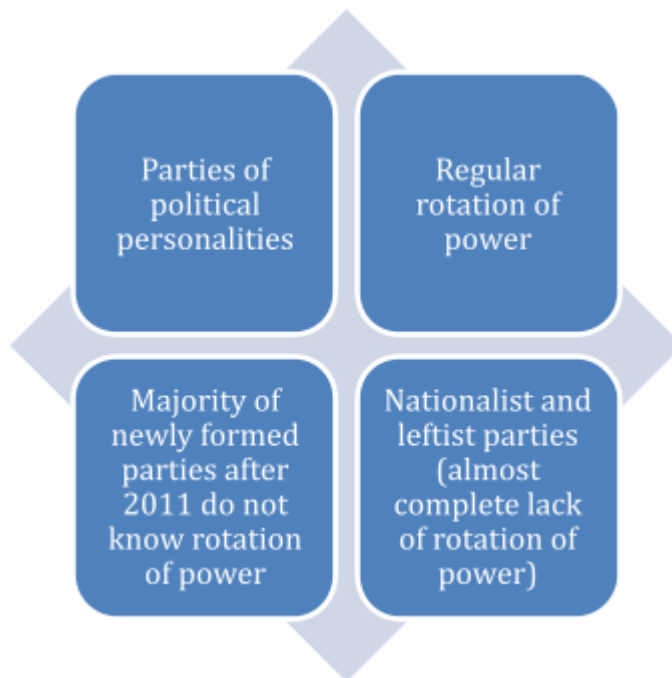 Parties of
political
personalities
Regular
rotation of
power
Majority of
newly formed
parties after
2011 do not
know rotation
of power
Nationalist and
leftist parties
(almost
complete lack
of rotation of
power)